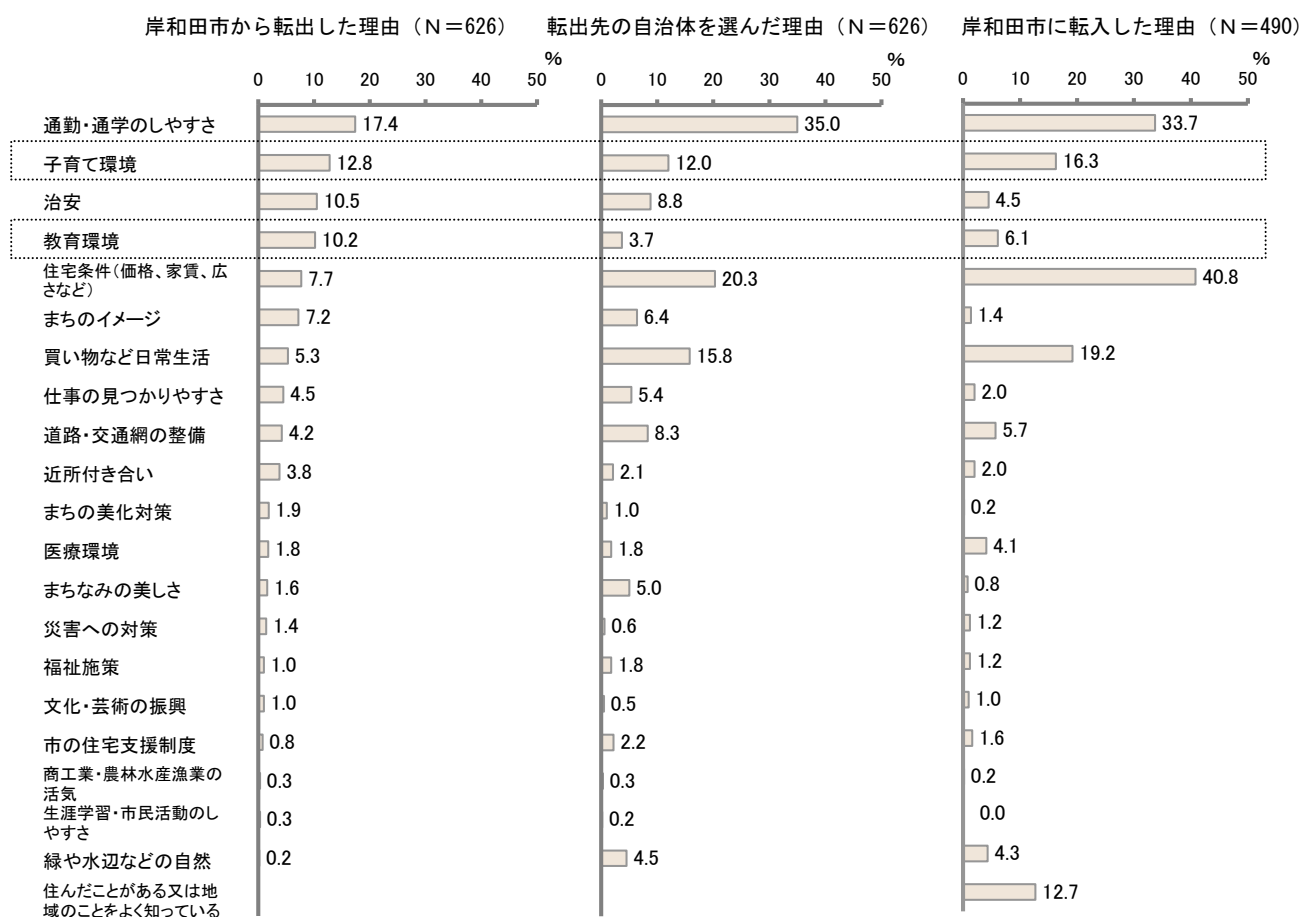 岸和田市から転出した理由（Ｎ＝626） 転出先の自治体を選んだ理由（Ｎ＝626） 岸和田市に転入した理由（Ｎ＝490）
% % %
0 10 20 30 40 50 0 10 20 30 40 50 0 10 20 30 40 50
通勤・通学のしやすさ 17.4 35.0 33.7
子育て環境 12.8 12.0 16.3
治安 10.5 8.8 4.5
教育環境 10.2 3.7 6.1
住宅条件（価格、家賃、広
さなど） 7.7 20.3 40.8
まちのイメージ 7.2 6.4 1.4
買い物など日常生活 5.3 15.8 19.2
仕事の見つかりやすさ 4.5 5.4 2.0
道路・交通網の整備 4.2 8.3 5.7
近所付き合い 3.8 2.1 2.0
まちの美化対策 1.9 1.0 0.2
医療環境 1.8 1.8 4.1
まちなみの美しさ 1.6 5.0 0.8
災害への対策 1.4 0.6 1.2
福祉施策 1.0 1.8 1.2
文化・芸術の振興 1.0 0.5 1.0
市の住宅支援制度 0.8 2.2 1.6
商工業・農林水産漁業の
活気 0.3 0.3 0.2
生涯学習・市民活動のし
やすさ 0.3 0.2 0.0
緑や水辺などの自然 0.2 4.5 4.3
住んだことがある又は地
域のことをよく知っている 12.7